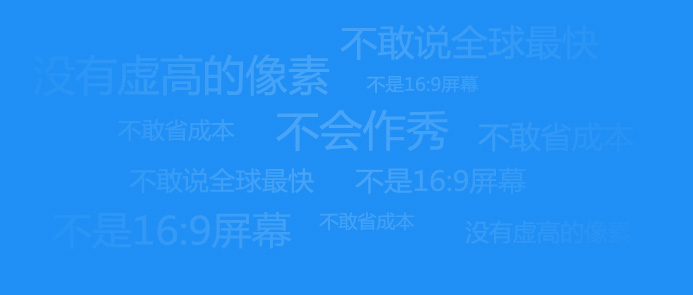 不敢说全球最快
没有虚高的像素
不是16:9屏幕
不会作秀
不敢省成本
不敢省成本
不敢说全球最快
不是16:9屏幕
不是16:9屏幕
不敢省成本
没有虚高的像素